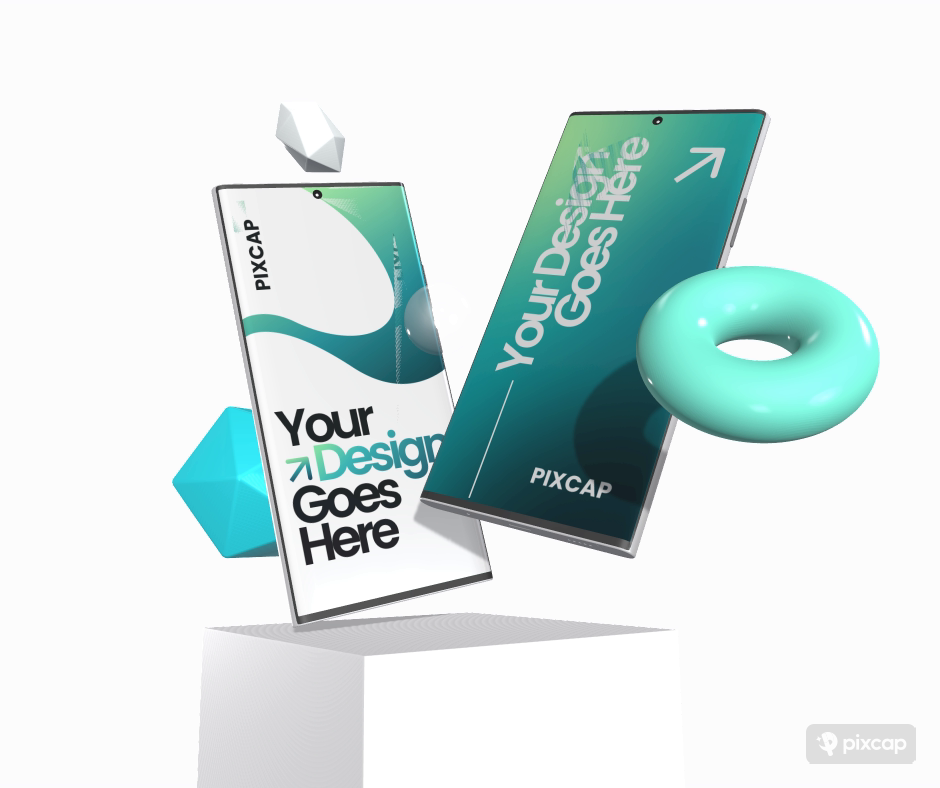 PIXCAP
Your
Design
Goes
Here
Your Design
Goes Here
PIXCAP
pixcap